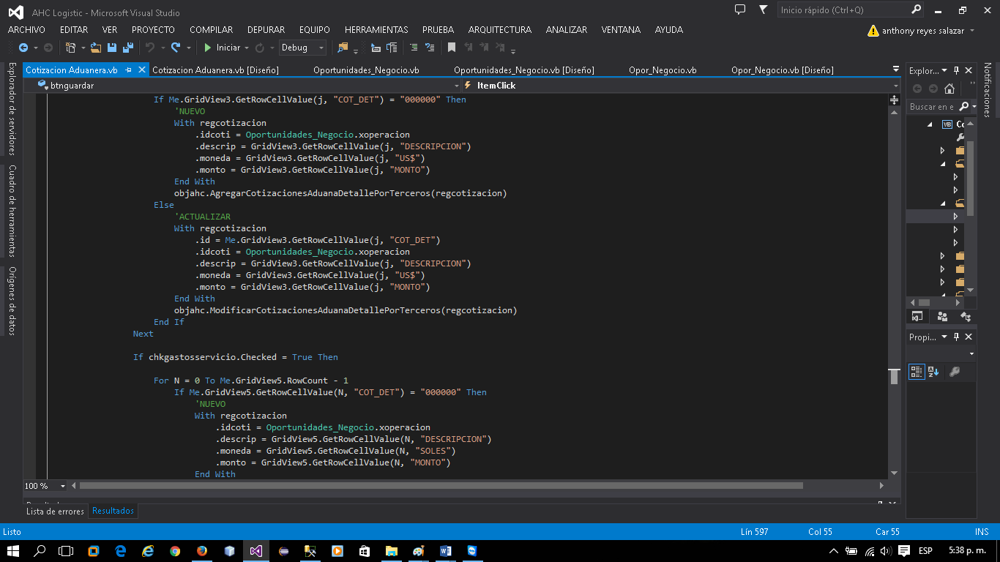 AHC Logistic - Microsoft Visual Studio
Inicio rápido (Ctrl+Q)
ARCHIVO EDITAR VER PROYECTO COMPILAR DEPURAR EQUIPO HERRAMIENTAS PRUEBA ARQUITECTURA ANALIZAR VENTANA AYUDA
anthony reyes salazar
Iniciar Debug
Cotizacion Aduanera.vb Cotizacion Aduanera.vb [Diseño] Oportunidades_Negocio.vb Oportunidades_Negocio.vb [Diseño] Opor_Negocio.vb Opor_Negocio.vb [Diseño]
btnguardar ItemClick
If Me.GridView3.GetRowCellValue(j, "COT_DET") = "000000" Then
'NUEVO
With regcotizacion
.idcoti = Oportunidades_Negocio.xoperacion
.descrip = GridView3.GetRowCellValue(j, "DESCRIPCION")
.moneda = GridView3.GetRowCellValue(j, "US$")
.monto = GridView3.GetRowCellValue(j, "MONTO")
End With
objahc.AgregarCotizacionesAduanaDetallePorTerceros(regcotizacion)
Else
'ACTUALIZAR
With regcotizacion
.id = Me.GridView3.GetRowCellValue(j, "COT_DET")
.idcoti = Oportunidades_Negocio.xoperacion
.descrip = GridView3.GetRowCellValue(j, "DESCRIPCION")
.moneda = GridView3.GetRowCellValue(j, "US$")
.monto = GridView3.GetRowCellValue(j, "MONTO")
End With
objahc.ModificarCotizacionesAduanaDetallePorTerceros(regcotizacion)
End If
Next
If chkgastosservicio.Checked = True Then
For N = 0 To Me.GridView5.RowCount - 1
If Me.GridView5.GetRowCellValue(N, "COT_DET") = "000000" Then
'NUEVO
With regcotizacion
.idcoti = Oportunidades_Negocio.xoperacion
.descrip = GridView5.GetRowCellValue(N, "DESCRIPCION")
.moneda = GridView5.GetRowCellValue(N, "SOLES")
.monto = GridView5.GetRowCellValue(N, "MONTO")
End With
100 %
Explorador de servidores
Cuadro de herramientas
Orígenes de datos
Explor...
Buscar en e
VB
Propi...
Notificaciones
Lista de errores Resultados
Listo Lín 597 Col 55 Car 55 INS
ESP 5:38 p. m.